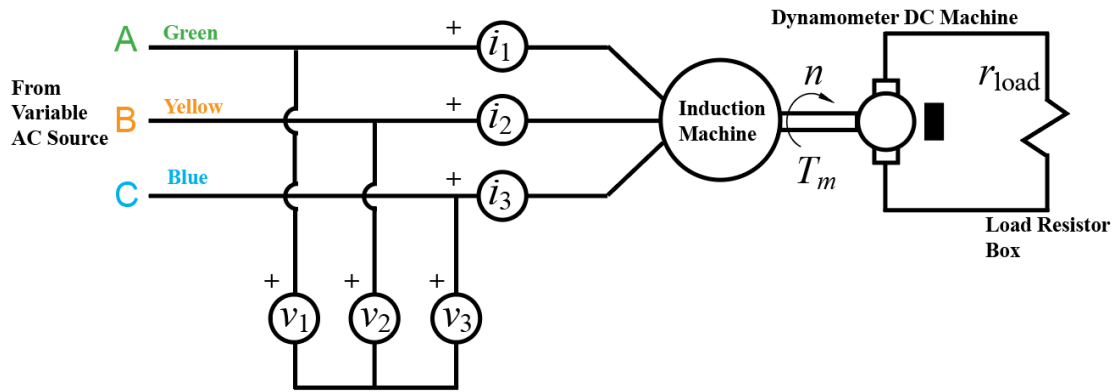 Dynamometer DC Machine
A Green + i1
n
rload
From
Variable
AC Source
B Yellow + i2
Induction
Machine
Tm
C Blue + i3
Load Resistor
Box
+ + +
v1 v2 v3